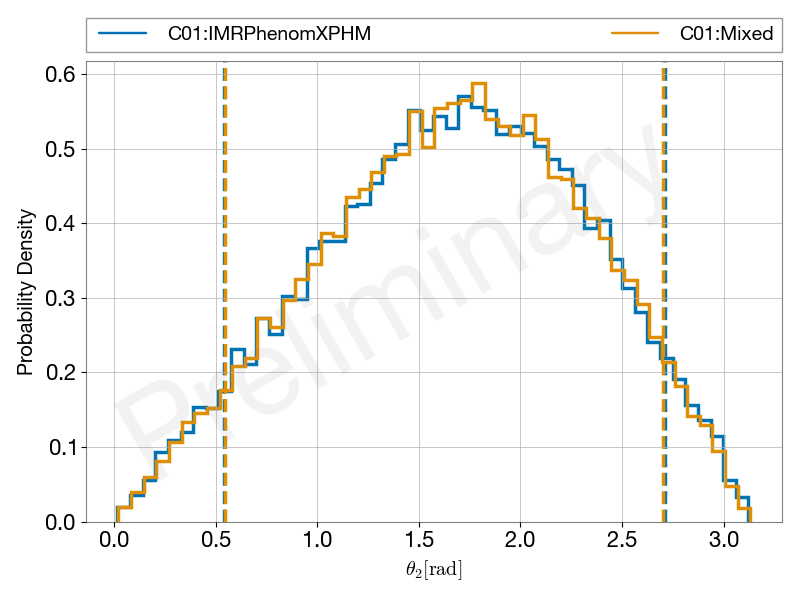 C01:IMRPhenomXPHM C01:Mixed
0.6
0.5
0.4
0.3
0.2
0.1
0.0
Probability Density
Preliminary
0.0 0.5 1.0 1.5 2.0 2.5 3.0
θ₂[rad]